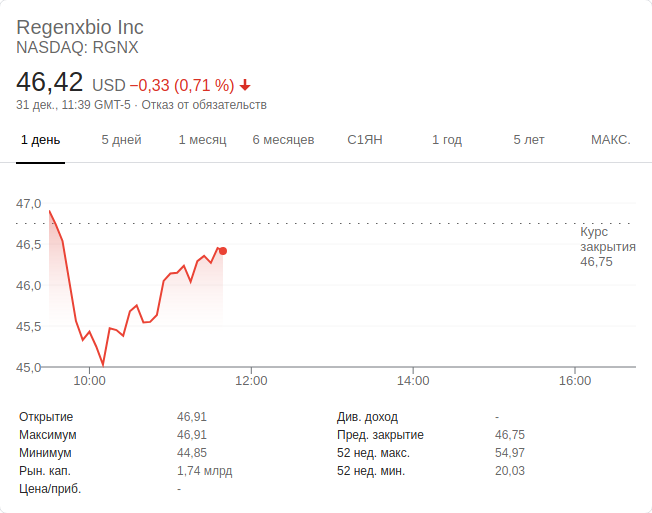 Regenxbio Inc
NASDAQ: RGNX
46,42 USD −0,33 (0,71 %)
31 дек., 11:39 GMT-5 · Отказ от обязательств
1 день 5 дней 1 месяц 6 месяцев С1ЯН 1 год 5 лет МАКС.
47,0
46,5
46,0
45,5
45,0
Курс
закрытия
46,75
10:00 12:00 14:00 16:00
Открытие 46,91
Максимум 46,91
Минимум 44,85
Рын. кап. 1,74 млрд
Цена/приб. -
Див. доход -
Пред. закрытие 46,75
52 нед. макс. 54,97
52 нед. мин. 20,03